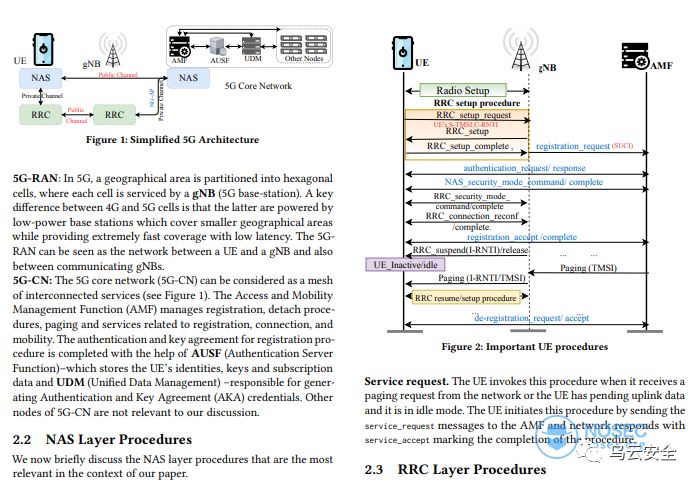 UE
gNB
AMF
AUSF
UDM
Other Nodes
NAS
Public Channel
NAS
5G Core Network
Private Channel
NG-AP
Private Channel
RRC
Public
Channel
RRC
Figure 1: Simplified 5G Architecture
5G-RAN: In 5G, a geographical area is partitioned into hexagonal
cells, where each cell is serviced by a gNB (5G base-station). A key
difference between 4G and 5G cells is that the latter are powered by
low-power base stations which cover smaller geographical areas
while providing extremely fast coverage with low latency. The 5G-
RAN can be seen as the network between a UE and a gNB and also
between communicating gNBs.
5G-CN: The 5G core network (5G-CN) can be considered as a mesh
of interconnected services (see Figure 1). The Access and Mobility
Management Function (AMF) manages registration, detach proce-
dures, paging and services related to registration, connection, and
mobility. The authentication and key agreement for registration pro-
cedure is completed with the help of AUSF (Authentication Server
Function)–which stores the UE's identities, keys and subscription
data and UDM (Unified Data Management) –responsible for gener-
ating Authentication and Key Agreement (AKA) credentials. Other
nodes of 5G-CN are not relevant to our discussion.
2.2 NAS Layer Procedures
We now briefly discuss the NAS layer procedures that are the most
relevant in the context of our paper.
UE
gNB
AMF
Radio Setup
RRC setup procedure
RRC_setup_request
UE's S-TMSI,C-RNTI
RRC_setup
RRC_setup_complete ,
registration_request (SUCI)
authentication_request/ response
NAS_security_mode_command/ complete
RRC_security_mode_
command/complete
RRC_connection_reconf
/complete.
registration_accept /complete
RRC_suspend(I-RNTI)/release
... ...
UE_Inactive/idle
Paging (TMSI)
Paging (I-RNTI/TMSI)
RRC resume/setup procedure
...
de-registration_request/ accept
Figure 2: Important UE procedures
Service request. The UE invokes this procedure when it receives a
paging request from the network or the UE has pending uplink data
and it is in idle mode. The UE initiates this procedure by sending the
service_request messages to the AMF and network responds with
service_accept marking the completion of the procedure.
NOSEC
乌云安全
2.3 RRC Layer Procedures